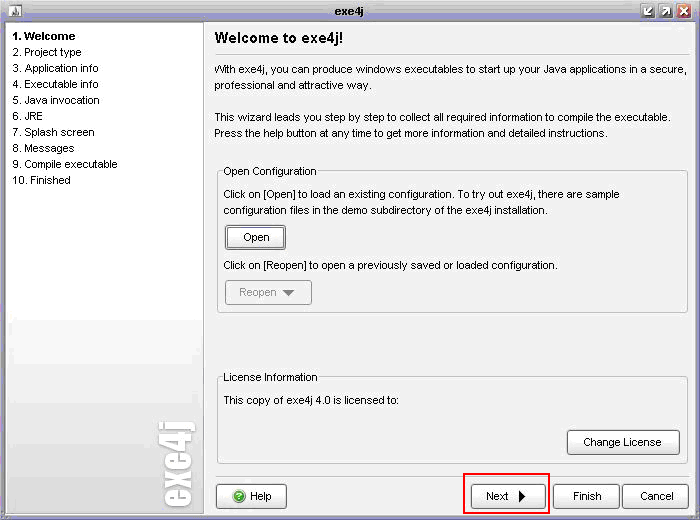 exe4j
1. Welcome
2. Project type
3. Application info
4. Executable info
5. Java invocation
6. JRE
7. Splash screen
8. Messages
9. Compile executable
10. Finished
exe4j
Welcome to exe4j!
With exe4j, you can produce windows executables to start up your Java applications in a secure,
professional and attractive way.
This wizard leads you step by step to collect all required information to compile the executable.
Press the help button at any time to get more information and detailed instructions.
Open Configuration
Click on [Open] to load an existing configuration. To try out exe4j, there are sample
configuration files in the demo subdirectory of the exe4j installation.
Open
Click on [Reopen] to open a previously saved or loaded configuration.
Reopen
License Information
This copy of exe4j 4.0 is licensed to:
Change License
Help
Next
Finish
Cancel